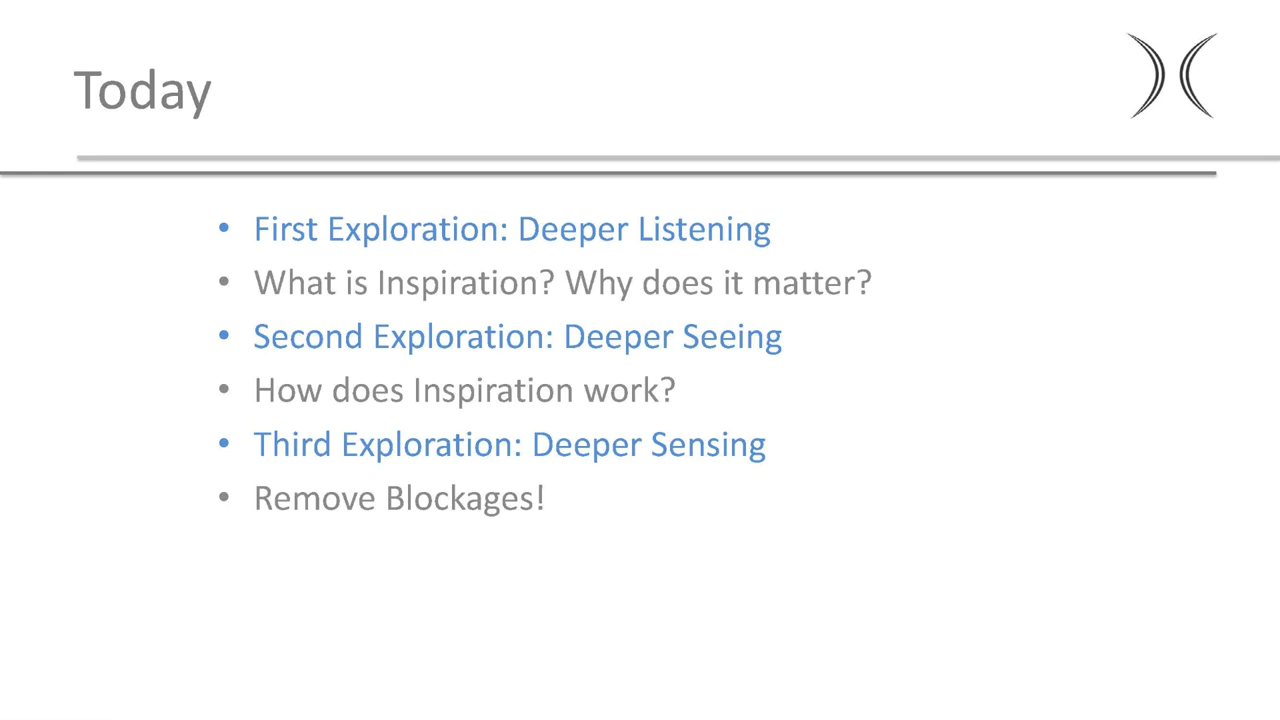 Today
• First Exploration: Deeper Listening
• What is Inspiration? Why does it matter?
• Second Exploration: Deeper Seeing
• How does Inspiration work?
• Third Exploration: Deeper Sensing
• Remove Blockages!